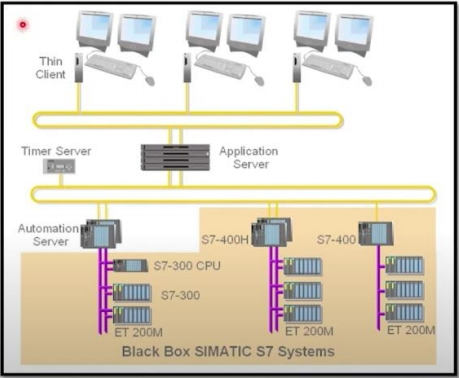 Thin
Client
Timer Server
Application
Server
Automation
Server
S7-400H
S7-400
S7-300 CPU
S7-300
ET 200M
ET 200M
ET 200M
Black Box SIMATIC S7 Systems